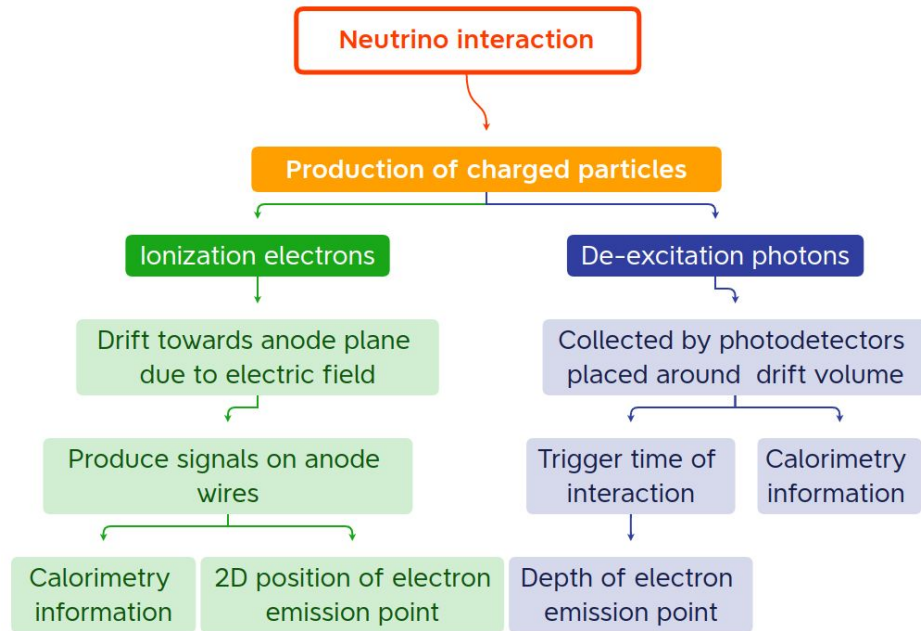 Neutrino interaction
Production of charged particles
Ionization electrons
De-excitation photons
Drift towards anode plane
due to electric field
Collected by photodetectors
placed around drift volume
Produce signals on anode
wires
Trigger time of
interaction
Calorimetry
information
Calorimetry
information
2D position of electron
emission point
Depth of electron
emission point